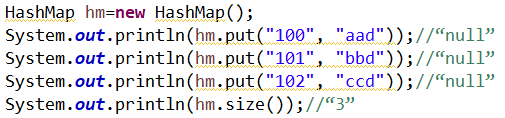 HashMap hm=new HashMap();
System.out.println(hm.put("100", "aad"));//“null”
System.out.println(hm.put("101", "bbd"));//“null”
System.out.println(hm.put("102", "ccd"));//“null”
System.out.println(hm.size());//“3”